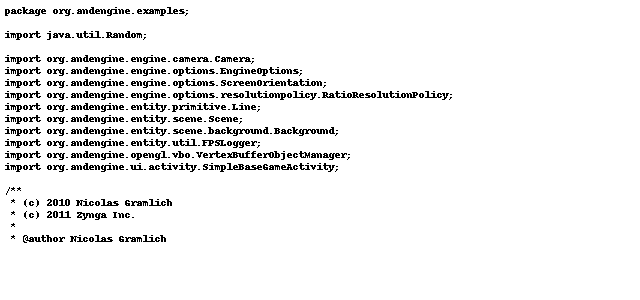 package org.andengine.examples;

import java.util.Random;

import org.andengine.engine.camera.Camera;
import org.andengine.engine.options.EngineOptions;
import org.andengine.engine.options.ScreenOrientation;
import org.andengine.engine.options.resolutionpolicy.RatioResolutionPolicy;
import org.andengine.entity.primitive.Line;
import org.andengine.entity.scene.Scene;
import org.andengine.entity.scene.background.Background;
import org.andengine.entity.util.FPSLogger;
import org.andengine.opengl.vbo.VertexBufferObjectManager;
import org.andengine.ui.activity.SimpleBaseGameActivity;

/**
 * (c) 2010 Nicolas Gramlich
 * (c) 2011 Zynga Inc.
 *
 * @author Nicolas Gramlich